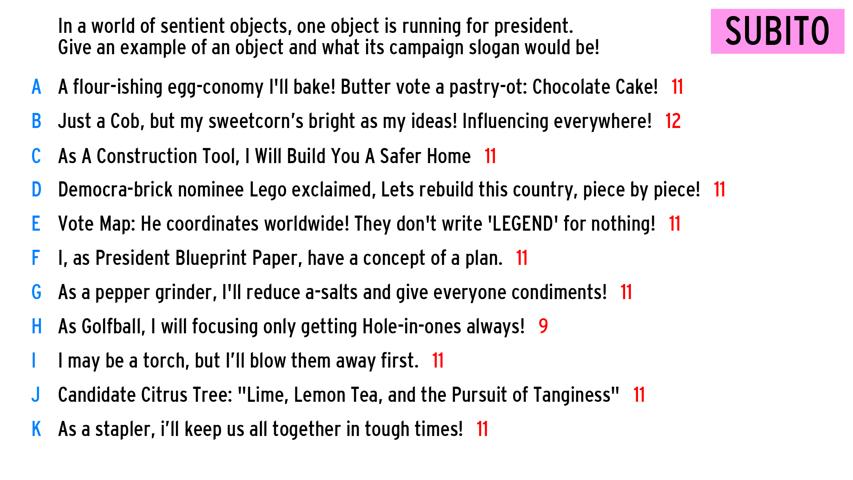 In a world of sentient objects, one object is running for president.
Give an example of an object and what its campaign slogan would be!
SUBITO
A A flour-ishing egg-conomy I'll bake! Butter vote a pastry-ot: Chocolate Cake! 11
B Just a Cob, but my sweetcorn's bright as my ideas! Influencing everywhere! 12
C As A Construction Tool, I Will Build You A Safer Home 11
D Democra-brick nominee Lego exclaimed, Lets rebuild this country, piece by piece! 11
E Vote Map: He coordinates worldwide! They don't write 'LEGEND' for nothing! 11
F I, as President Blueprint Paper, have a concept of a plan. 11
G As a pepper grinder, I'll reduce a-salts and give everyone condiments! 11
H As Golfball, I will focusing only getting Hole-in-ones always! 9
I I may be a torch, but I'll blow them away first. 11
J Candidate Citrus Tree: "Lime, Lemon Tea, and the Pursuit of Tanginess" 11
K As a stapler, i'll keep us all together in tough times! 11